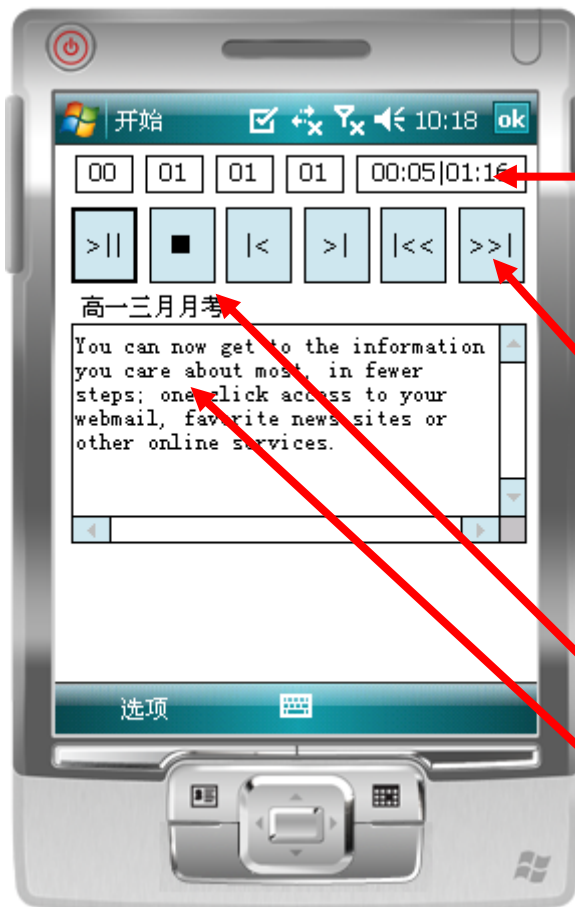 开始 10:18 ok
00 01 01 01 00:05|01:16
>|| ■ |< >| |<< >>|
高一三月月考
You can now get to the information
you care about most, in fewer
steps; one click access to your
webmail, favorite news sites or
other online services.
选项